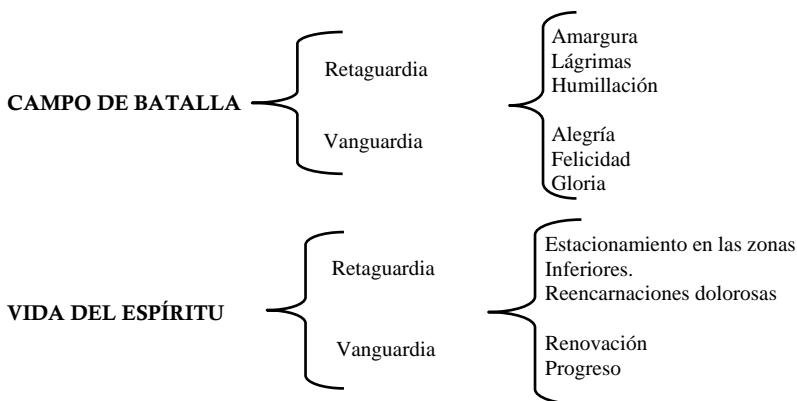 CAMPO DE BATALLA
Retaguardia
Amargura
Lágrimas
Humillación
Vanguardia
Alegría
Felicidad
Gloria
VIDA DEL ESPÍRITU
Retaguardia
Estacionamiento en las zonas
Inferiores.
Reencarnaciones dolorosas
Vanguardia
Renovación
Progreso